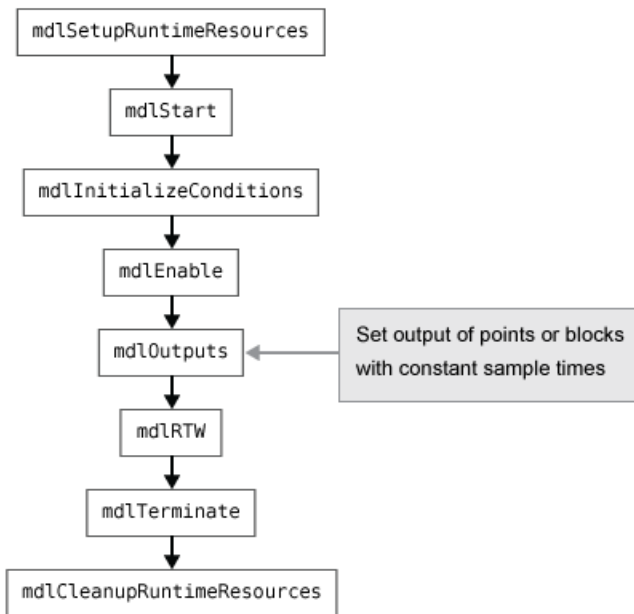 mdlSetupRuntimeResources
mdlStart
mdlInitializeConditions
mdlEnable
mdlOutputs
Set output of points or blocks
with constant sample times
mdlRTW
mdlTerminate
mdlCleanupRuntimeResources